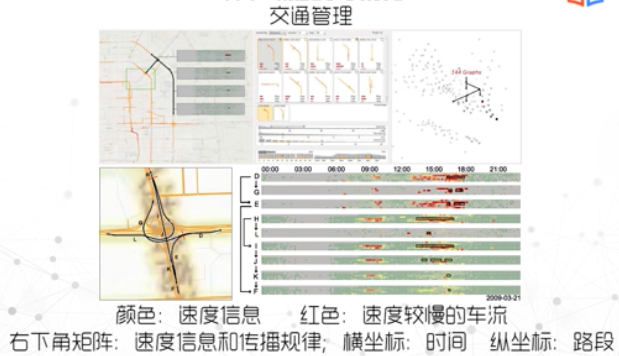 交通管理
144 Graphs
00:00 03:00 06:00 09:00 12:00 15:00 18:00 21:00
D
G
E
H
L
I
J
K
F
2009-03-21
颜色：速度信息 红色：速度较慢的车流
右下角矩阵：速度信息和传播规律；横坐标：时间 纵坐标：路段